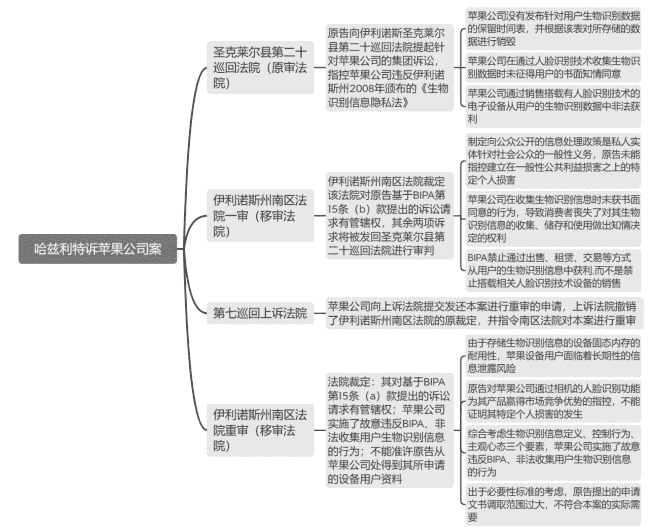 哈兹利特诉苹果公司案
圣克莱尔县第二十
巡回法院（原审法
院）
原告向伊利诺斯圣克莱尔
县第二十巡回法院提起针
对苹果公司的集团诉讼，
指控苹果公司违反伊利诺
斯州2008年颁布的《生物
识别信息隐私法》
苹果公司没有发布针对用户生物识别数据
的保留时间表，并根据该表对所存储的数
据进行销毁
苹果公司在通过人脸识别技术收集生物识
别数据时未征得用户的书面知情同意
苹果公司通过销售搭载有人脸识别技术的
电子设备从用户的生物识别数据中非法获
利
伊利诺斯州南区法院
一审（移审法院）
伊利诺斯州南区法院裁定
该法院对原告基于BIPA第
15条（b）款提出的诉讼请
求有管辖权，其余两项诉
求将被发回圣克莱尔县第
二十巡回法院进行审判
制定向公众公开的信息处理政策是私人实
体针对社会公众的一般性义务，原告未能
指控建立在一般性公共利益损害之上的特
定个人损害
苹果公司在收集生物识别信息时未获书面
同意的行为，导致消费者丧失了对其生物
识别信息的收集、储存和使用做出知情决
定的权利
BIPA禁止通过出售、租赁、交易等方式
从用户的生物识别信息中获利.而不是禁
止搭载相关人脸识别技术设备的销售
第七巡回上诉法院
苹果公司向上诉法院提交发还本案进行重审的申请，上诉法院撤销
了伊利诺斯州南区法院的原裁定，并指令南区法院对本案进行重审
伊利诺斯州南区法
院重审（移审法
院）
法院裁定：其对基于BIPA
第15条（a）款提出的诉讼
请求有管辖权；苹果公司
实施了故意违反BIPA、非
法收集用户生物识别信息
的行为；不能准许原告从
苹果公司处得到其所申请
的设备用户资料
由于存储生物识别信息的设备固态内存的
耐用性，苹果设备用户面临着长期性的信
息泄露风险
原告对苹果公司通过相机的人脸识别功能
为其产品赢得市场竞争优势的指控，不能
证明其特定个人损害的发生
综合考虑生物识别信息定义、控制行为、
主观心态三个要素，苹果公司实施了故意
违反BIPA、非法收集用户生物识别信息
的行为
出于必要性标准的考虑，原告提出的申请
文书调取范围过大，不符合本案的实际需
要